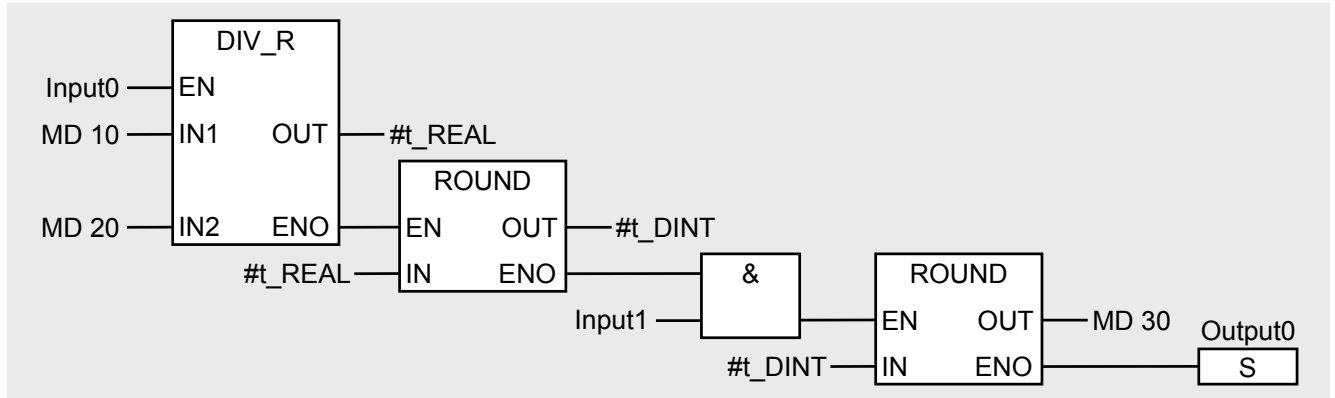 DIV_R
Input0 EN
MD 10 IN1 OUT #t_REAL
ROUND
MD 20 IN2 ENO EN OUT #t_DINT
#t_REAL IN ENO & ROUND
Input1 EN OUT MD 30 Output0
#t_DINT IN ENO S